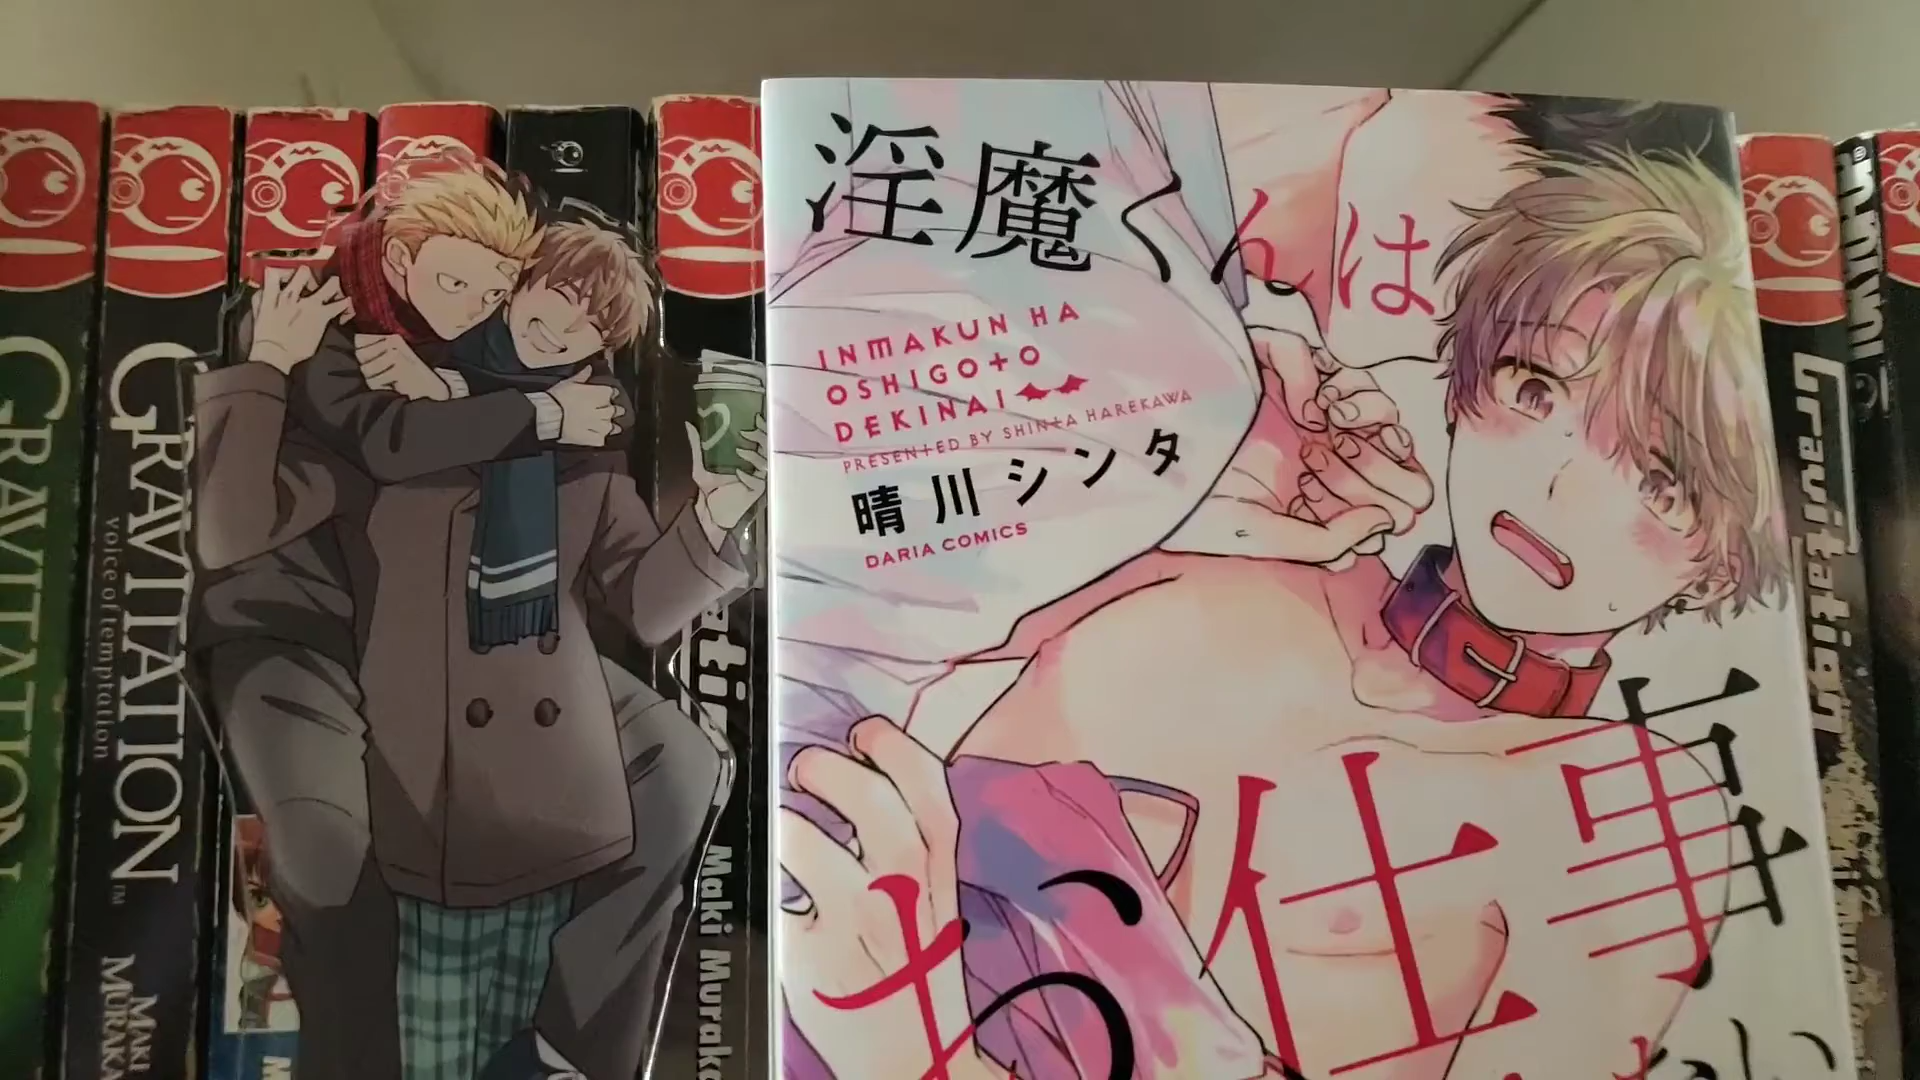 GRAVITATION
GRAVITATION
voice of temptation
TM
MAKI
Maki Murak
淫魔くんは
INMAKUN HA
OSHIGOTO
DEKINAI
PRESENTED BY SHINTA HAREKAWA
晴川シンタ
DARIA COMICS
お仕事
Gravitation